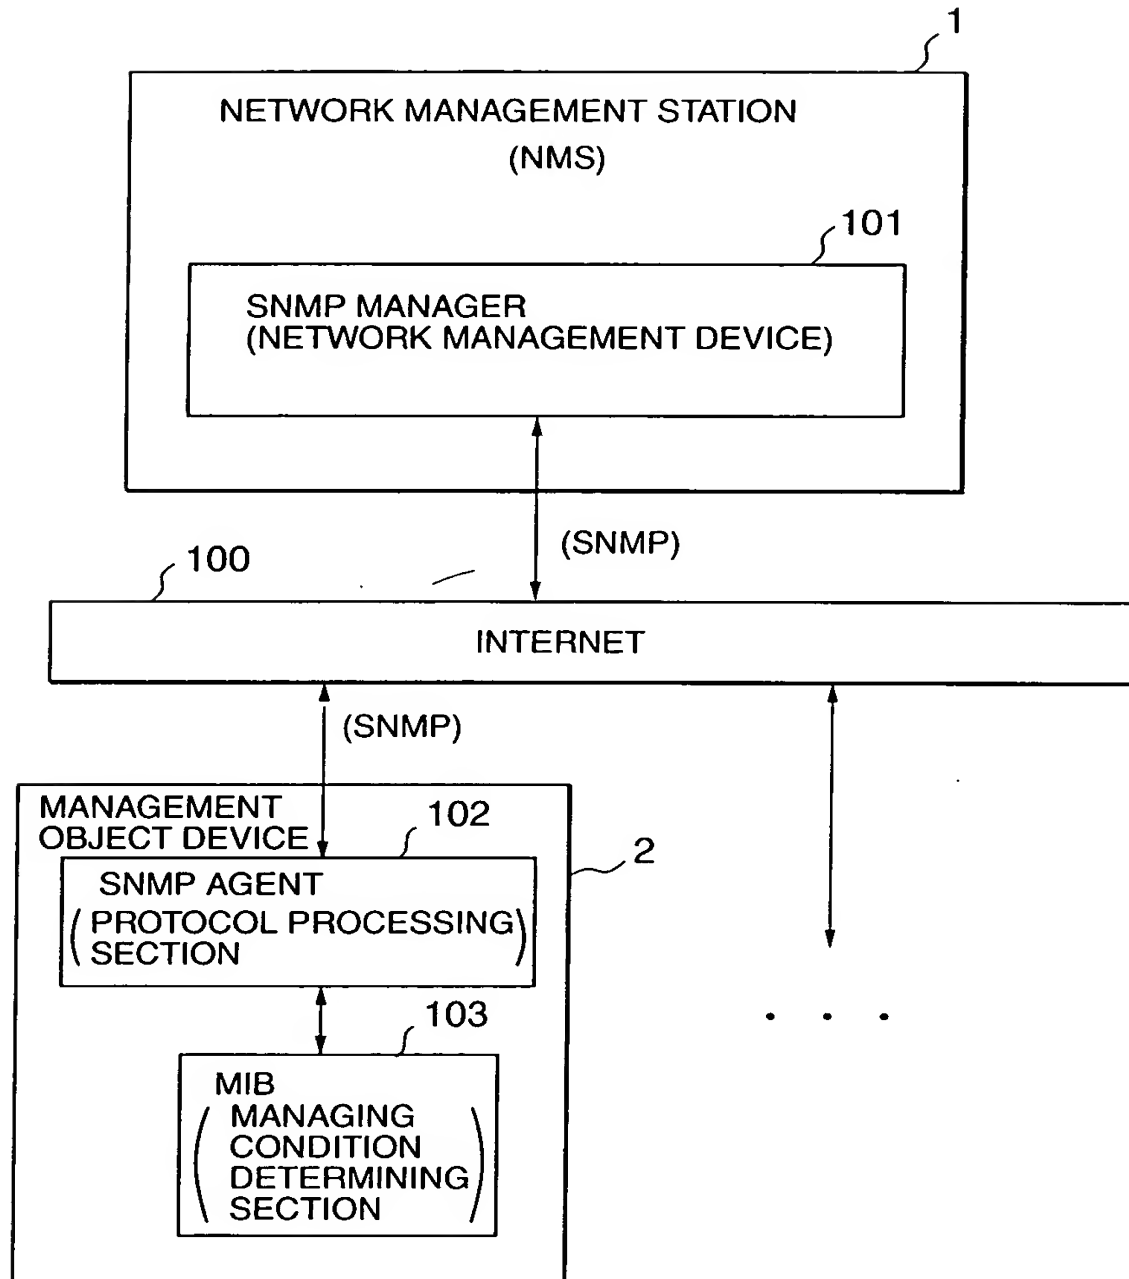 1
NETWORK MANAGEMENT STATION
(NMS)
101
SNMP MANAGER
(NETWORK MANAGEMENT DEVICE)
(SNMP)
100
INTERNET
(SNMP)
MANAGEMENT
OBJECT DEVICE
102
2
SNMP AGENT
(PROTOCOL PROCESSING
SECTION)
103
MIB
(MANAGING
CONDITION
DETERMINING
SECTION)
. . .